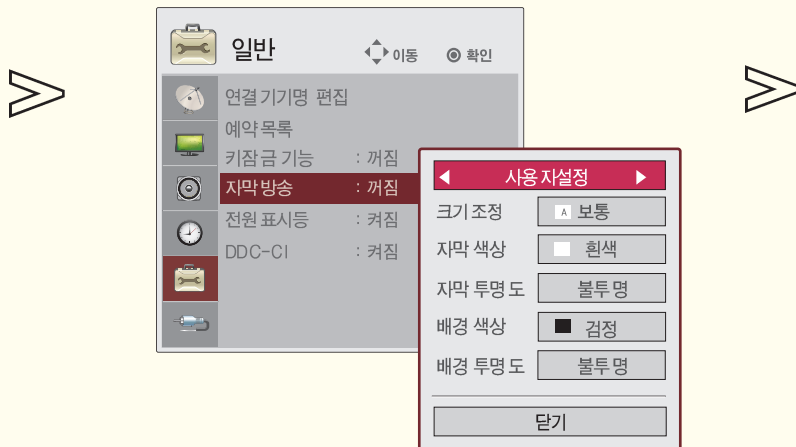 일반 이동 확인
연결기기명 편집
예약목록
키잠금기능 : 꺼짐
자막방송 : 꺼짐
전원표시등 : 켜짐
DDC-CI : 켜짐
사용자설정
크기조정 A 보통
자막 색상 흰색
자막 투명도 불투명
배경 색상 검정
배경 투명도 불투명
닫기